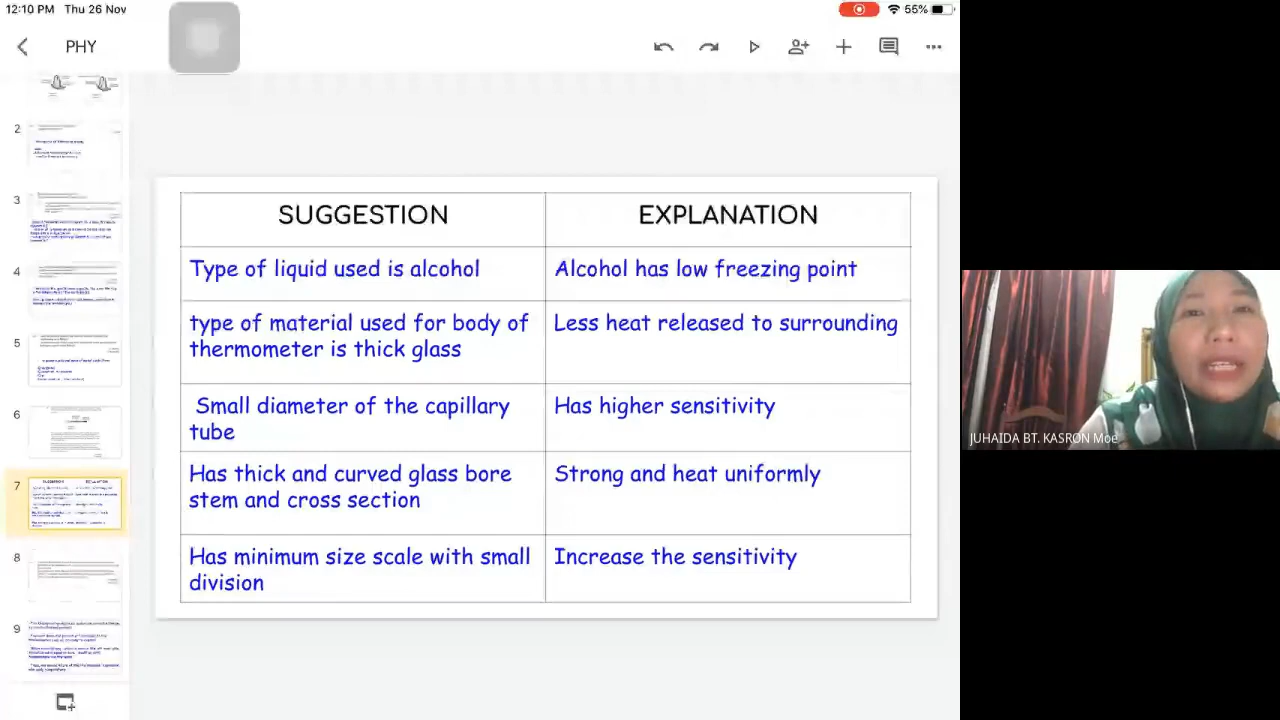 12:10 PM Thu 26 Nov
55%
PHY
SUGGESTION
EXPLANATION
Type of liquid used is alcohol
Alcohol has low freezing point
type of material used for body of
thermometer is thick glass
Less heat released to surrounding
Small diameter of the capillary
tube
Has higher sensitivity
Has thick and curved glass bore
stem and cross section
Strong and heat uniformly
Has minimum size scale with small
division
Increase the sensitivity
2
3
4
5
6
7
8
9
JUHAIDA BT. KASRON Moe